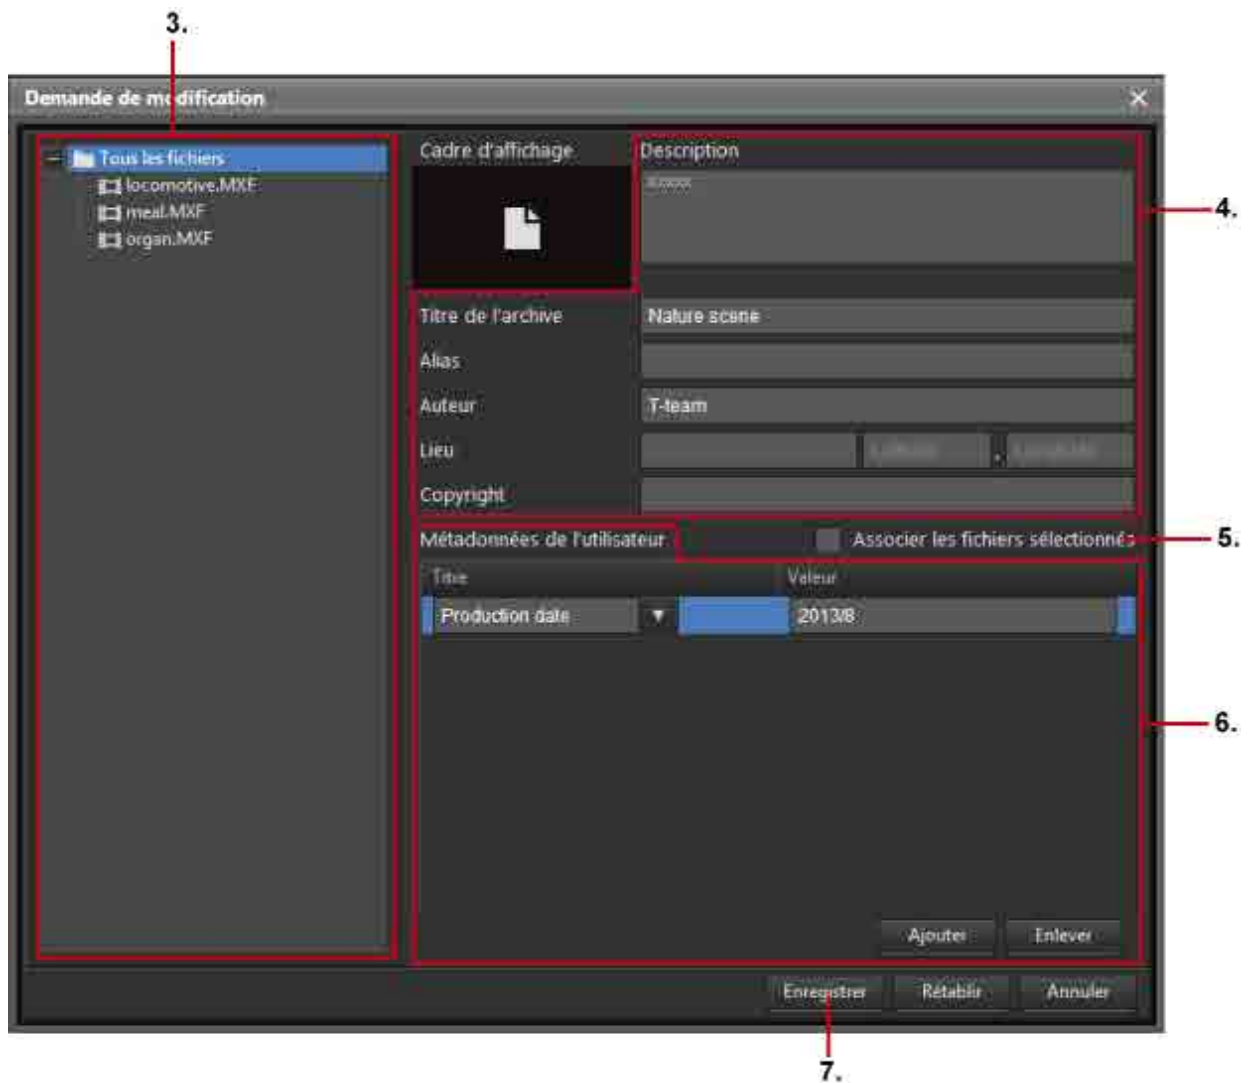 3.
Demande de modification
Tous les fichiers
locomotive.MXF
meal.MXF
organ.MXF
Cadre d'affichage
Description
4.
Titre de l'archive
Nature scene
Alias
Auteur
T-team
Lieu
,
Copyright
Métadonnées de l'utilisateur
Associer les fichiers sélectionnés
5.
Titre
Valeur
Production date
2013/8
6.
Ajouter
Enlever
Enregistrer
Rétablir
Annuler
7.